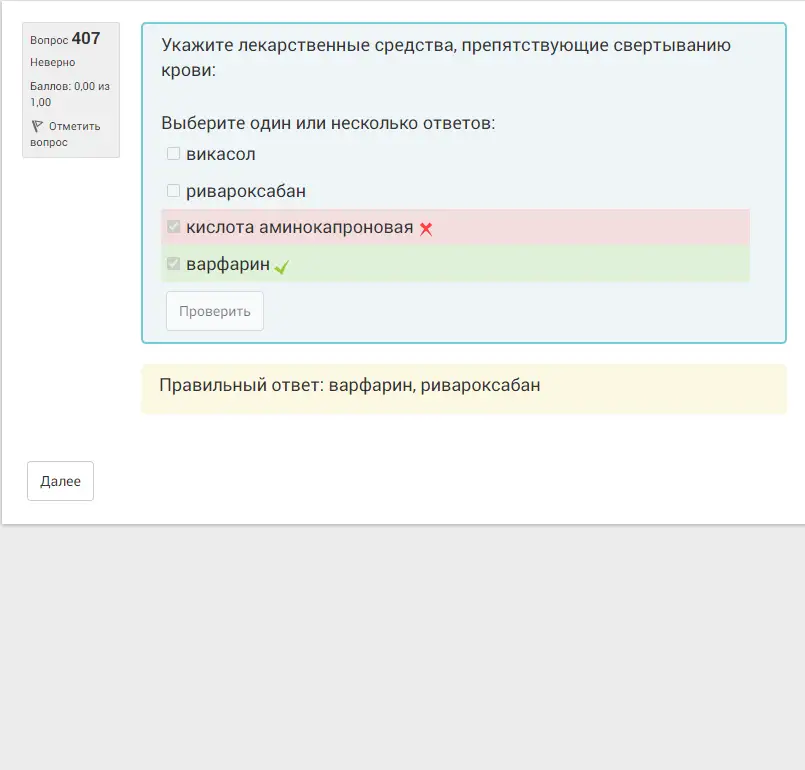 Вопрос 407
Неверно
Баллов: 0,00 из
1,00
Отметить
вопрос
Укажите лекарственные средства, препятствующие свертыванию
крови:
Выберите один или несколько ответов:
викасол
ривароксабан
кислота аминокапроновая
варфарин
Проверить
Правильный ответ: варфарин, ривароксабан
Далее